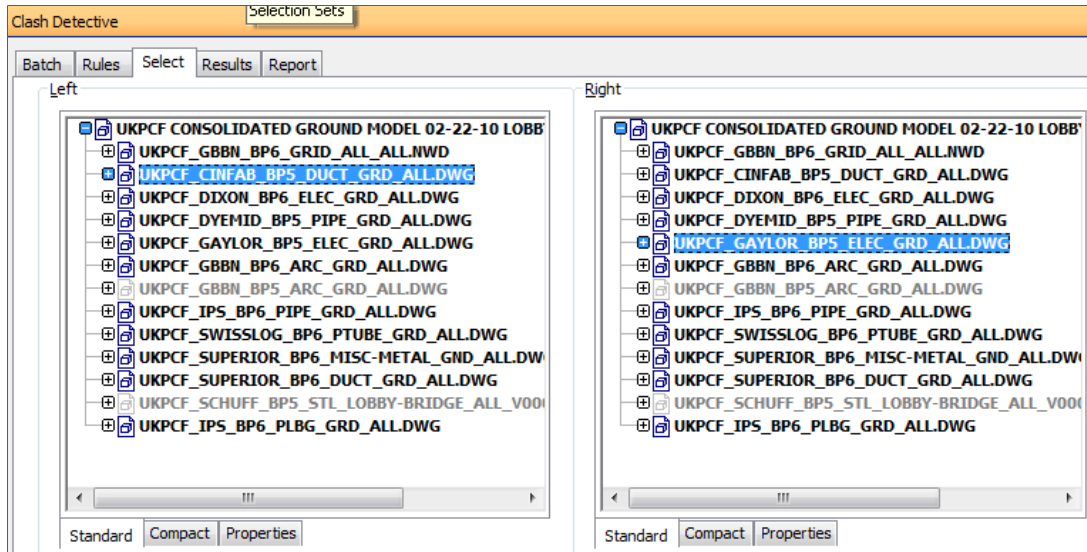 Selection Sets
Clash Detective
Batch Rules Select Results Report
Left
UKPCF CONSOLIDATED GROUND MODEL 02-22-10 LOBB
UKPCF_GBBN_BP6_GRID_ALL_ALL.NWD
UKPCF_CINFAB_BP5_DUCT_GRD_ALL.DWG
UKPCF_DIXON_BP6_ELEC_GRD_ALL.DWG
UKPCF_DYEMID_BP5_PIPE_GRD_ALL.DWG
UKPCF_GAYLOR_BP5_ELEC_GRD_ALL.DWG
UKPCF_GBBN_BP6_ARC_GRD_ALL.DWG
UKPCF_GBBN_BP5_ARC_GRD_ALL.DWG
UKPCF_IPS_BP6_PIPE_GRD_ALL.DWG
UKPCF_SWISSLOG_BP6_PTUBE_GRD_ALL.DWG
UKPCF_SUPERIOR_BP6_MISC-METAL_GND_ALL.DW
UKPCF_SUPERIOR_BP6_DUCT_GRD_ALL.DWG
UKPCF_SCHUFF_BP5_STL_LOBBY-BRIDGE_ALL_V00
UKPCF_IPS_BP6_PLBG_GRD_ALL.DWG
Standard Compact Properties
Right
UKPCF CONSOLIDATED GROUND MODEL 02-22-10 LOBB
UKPCF_GBBN_BP6_GRID_ALL_ALL.NWD
UKPCF_CINFAB_BP5_DUCT_GRD_ALL.DWG
UKPCF_DIXON_BP6_ELEC_GRD_ALL.DWG
UKPCF_DYEMID_BP5_PIPE_GRD_ALL.DWG
UKPCF_GAYLOR_BP5_ELEC_GRD_ALL.DWG
UKPCF_GBBN_BP6_ARC_GRD_ALL.DWG
UKPCF_GBBN_BP5_ARC_GRD_ALL.DWG
UKPCF_IPS_BP6_PIPE_GRD_ALL.DWG
UKPCF_SWISSLOG_BP6_PTUBE_GRD_ALL.DWG
UKPCF_SUPERIOR_BP6_MISC-METAL_GND_ALL.DW
UKPCF_SUPERIOR_BP6_DUCT_GRD_ALL.DWG
UKPCF_SCHUFF_BP5_STL_LOBBY-BRIDGE_ALL_V00
UKPCF_IPS_BP6_PLBG_GRD_ALL.DWG
Standard Compact Properties